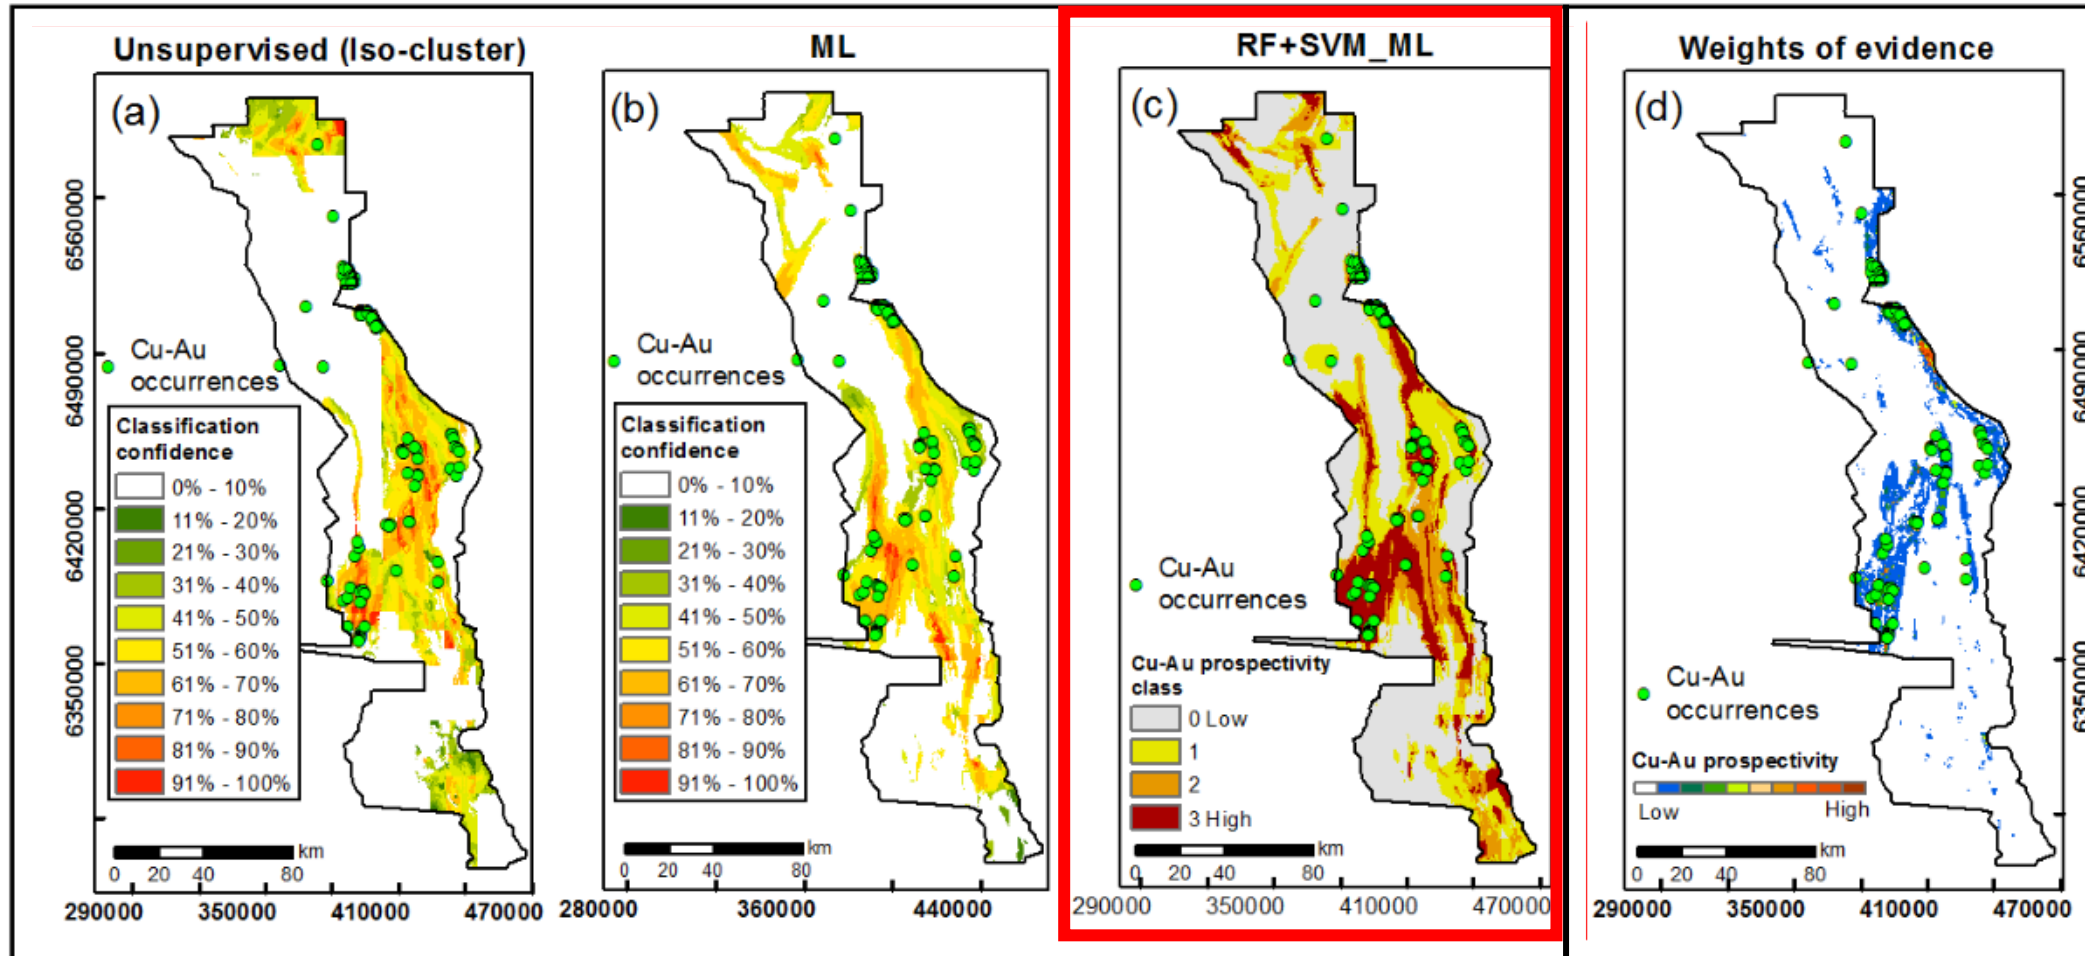 Unsupervised (Iso-cluster)
(a)
6560000
6490000
6420000
6350000
Cu-Au
occurrences
Classification
confidence
0% - 10%
11% - 20%
21% - 30%
31% - 40%
41% - 50%
51% - 60%
61% - 70%
71% - 80%
81% - 90%
91% - 100%
km
0 20 40 80
290000 350000 410000 470000
ML
(b)
Cu-Au
occurrences
Classification
confidence
0% - 10%
11% - 20%
21% - 30%
31% - 40%
41% - 50%
51% - 60%
61% - 70%
71% - 80%
81% - 90%
91% - 100%
km
0 20 40 80
280000 360000 440000
RF+SVM_ML
(c)
Cu-Au
occurrences
Cu-Au prospectivity
class
0 Low
1
2
3 High
km
0 20 40 80
290000 350000 410000 470000
Weights of evidence
(d)
6560000
6490000
6420000
6350000
Cu-Au
occurrences
Cu-Au prospectivity
Low High
km
0 20 40 80
290000 350000 410000 470000